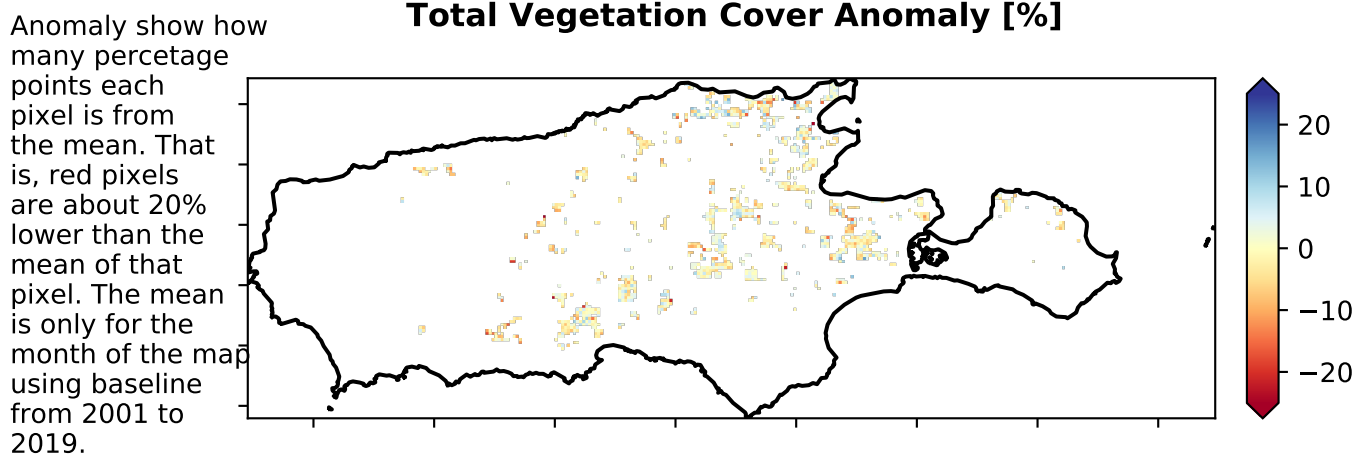 Total Vegetation Cover Anomaly [%]
Anomaly show how
many percetage
points each
pixel is from
the mean. That
is, red pixels
are about 20%
lower than the
mean of that
pixel. The mean
is only for the
month of the map
using baseline
from 2001 to
2019.
20
10
0
−10
−20